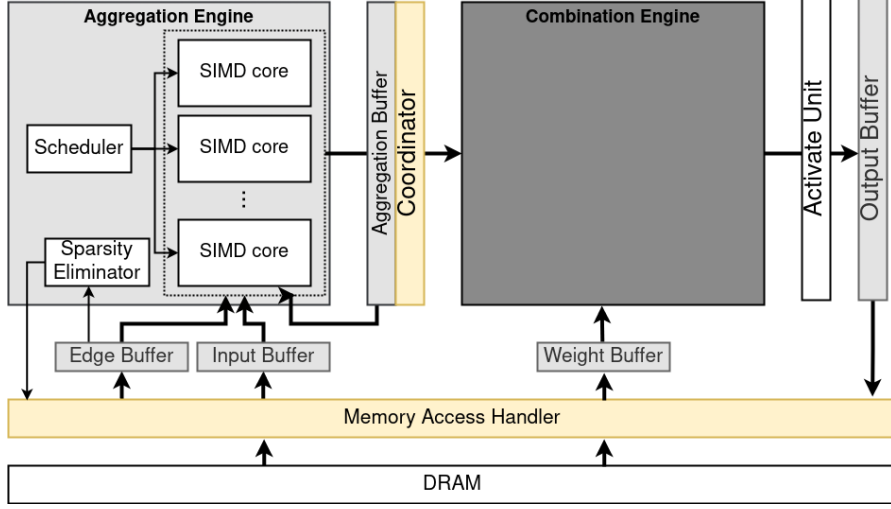 Aggregation Engine
SIMD core
SIMD core
...
SIMD core
Scheduler
Sparsity
Eliminator
Aggregation Buffer
Coordinator
Combination Engine
Activate Unit
Output Buffer
Edge Buffer
Input Buffer
Weight Buffer
Memory Access Handler
DRAM